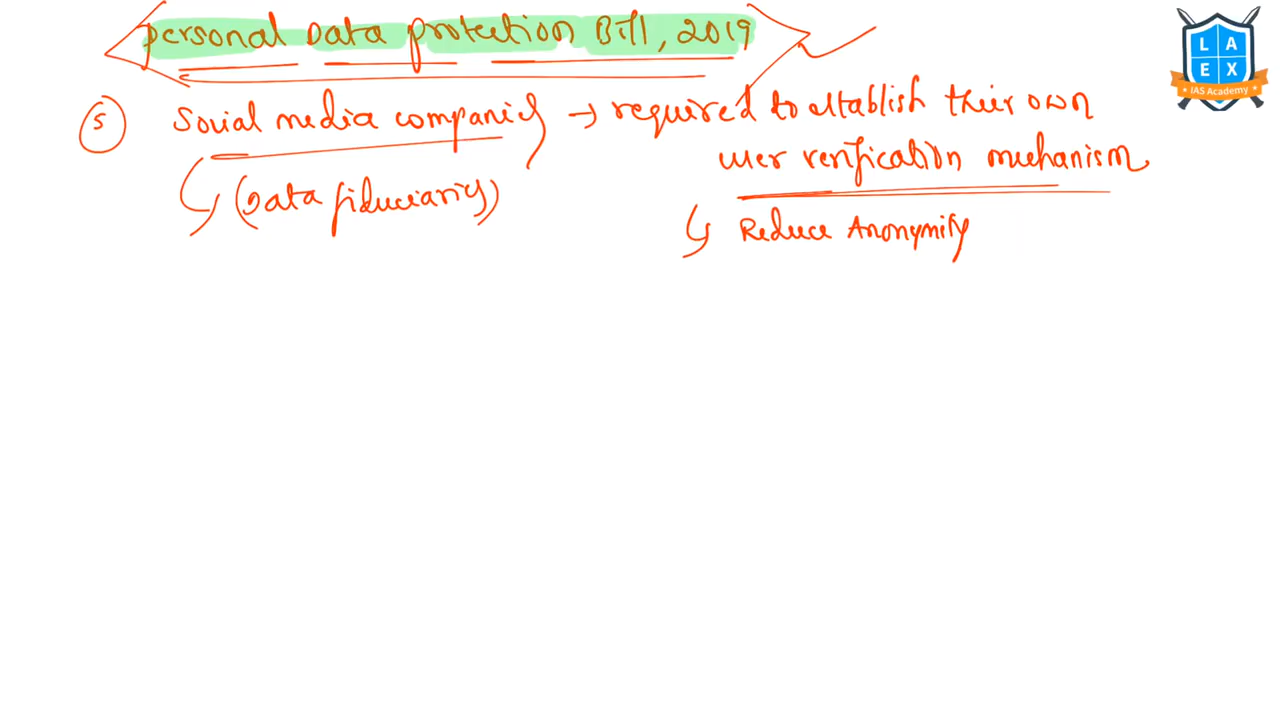 personal Data protection Bill, 2019
L A
E X
IAS Academy
5 Social media companies → required to establish their own
user verification mechanism
(Data fiduciaries)
Reduce Anonymity